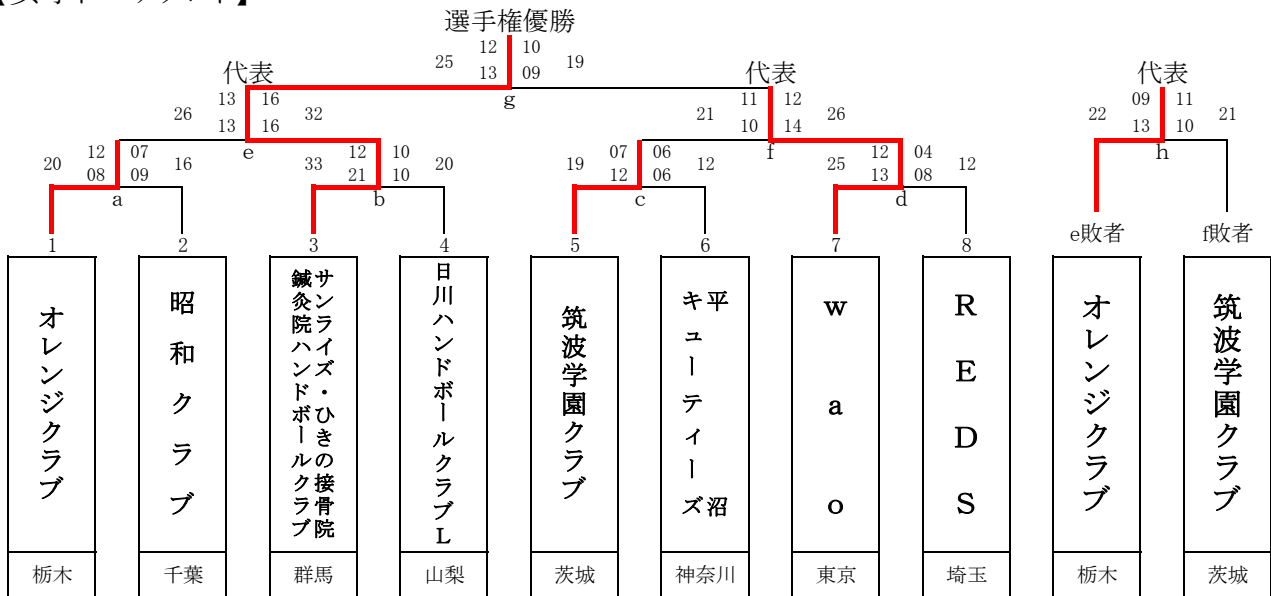 選手権優勝
12 10
25 19
13 09
代表 代表 代表
g
13 16 11 12 09 11
26 32 21 26 22 21
13 16 10 14 13 10
e f h
12 07 12 10 07 06 12 04
20 16 33 20 19 12 25 12
08 09 21 10 12 06 13 08
a b c d
e敗者 f敗者
1 2 3 4 5 6 7 8
オレンジクラブ
昭和クラブ
サンライズ・ひきの接骨院
鍼灸院ハンドボールクラブ
日川ハンドボールクラブL
筑波学園クラブ
平沼
キューティーズ
wao
REDS
オレンジクラブ
筑波学園クラブ
栃木 千葉 群馬 山梨 茨城 神奈川 東京 埼玉 栃木 茨城